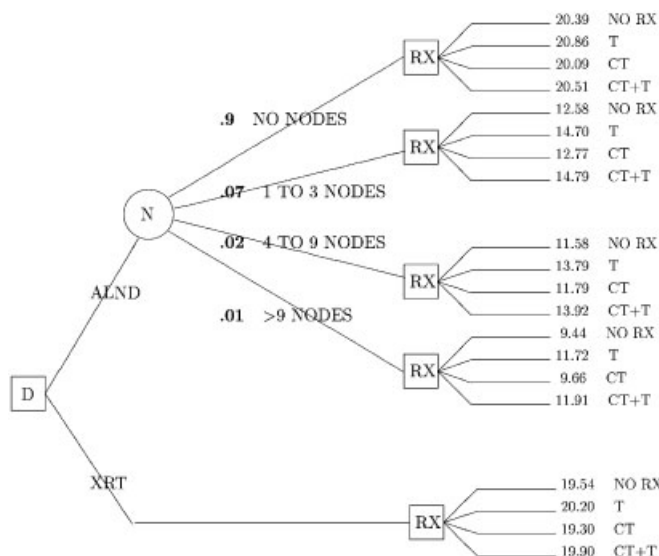 20.39 NO RX
20.86 T
RX
20.09 CT
20.51 CT+T
.9 NO NODES
12.58 NO RX
14.70 T
RX
12.77 CT
14.79 CT+T
.07 1 TO 3 NODES
N
.02 4 TO 9 NODES
11.58 NO RX
13.79 T
RX
11.79 CT
13.92 CT+T
ALND
.01 >9 NODES
9.44 NO RX
11.72 T
RX
9.66 CT
11.91 CT+T
D
XRT
19.54 NO RX
20.20 T
RX
19.30 CT
19.90 CT+T